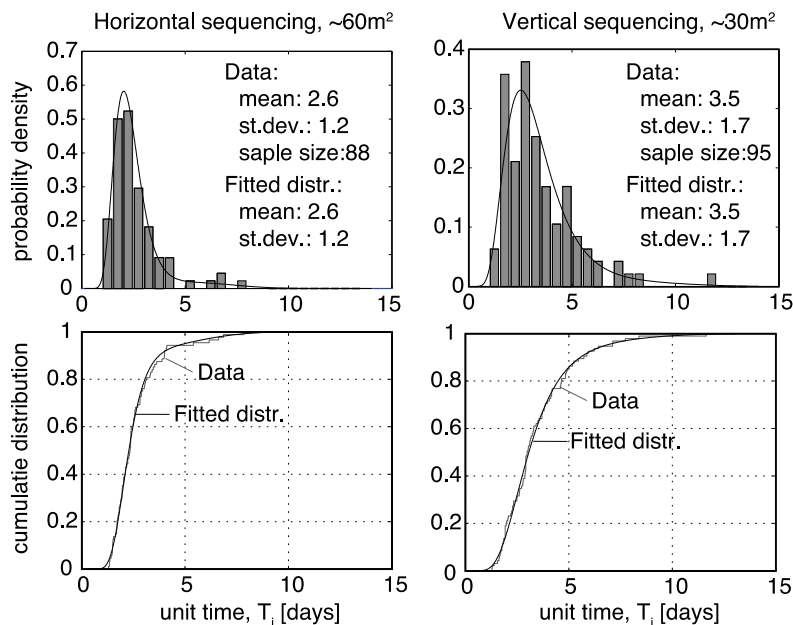 Horizontal sequencing, ~60m²
Vertical sequencing, ~30m²
probability density
0.7
0.6
0.5
0.4
0.3
0.2
0.1
0
0 5 10 15
Data:
mean: 2.6
st.dev.: 1.2
saple size:88
Fitted distr.:
mean: 2.6
st.dev.: 1.2
0.4
0.3
0.2
0.1
0
0 5 10 15
Data:
mean: 3.5
st.dev.: 1.7
saple size:95
Fitted distr.:
mean: 3.5
st.dev.: 1.7
cumulatie distribution
1
0.8
0.6
0.4
0.2
0
0 5 10 15
Data
Fitted distr.
unit time, Tᵢ [days]
1
0.8
0.6
0.4
0.2
0
0 5 10 15
Data
Fitted distr.
unit time, Tᵢ [days]